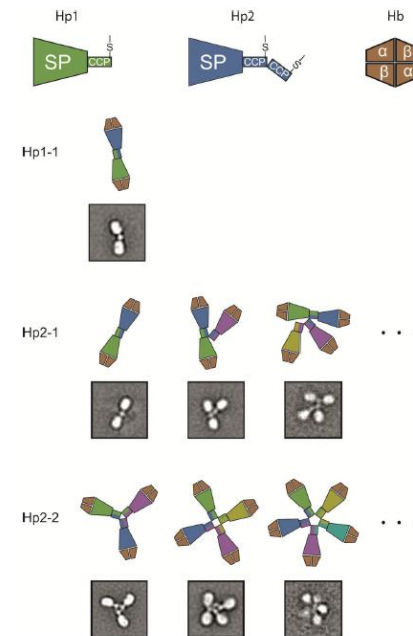 Hp1 Hp2 Hb
SP CCP S SP CCP S CCP S α β
β α
Hp1-1
Hp2-1
Hp2-2